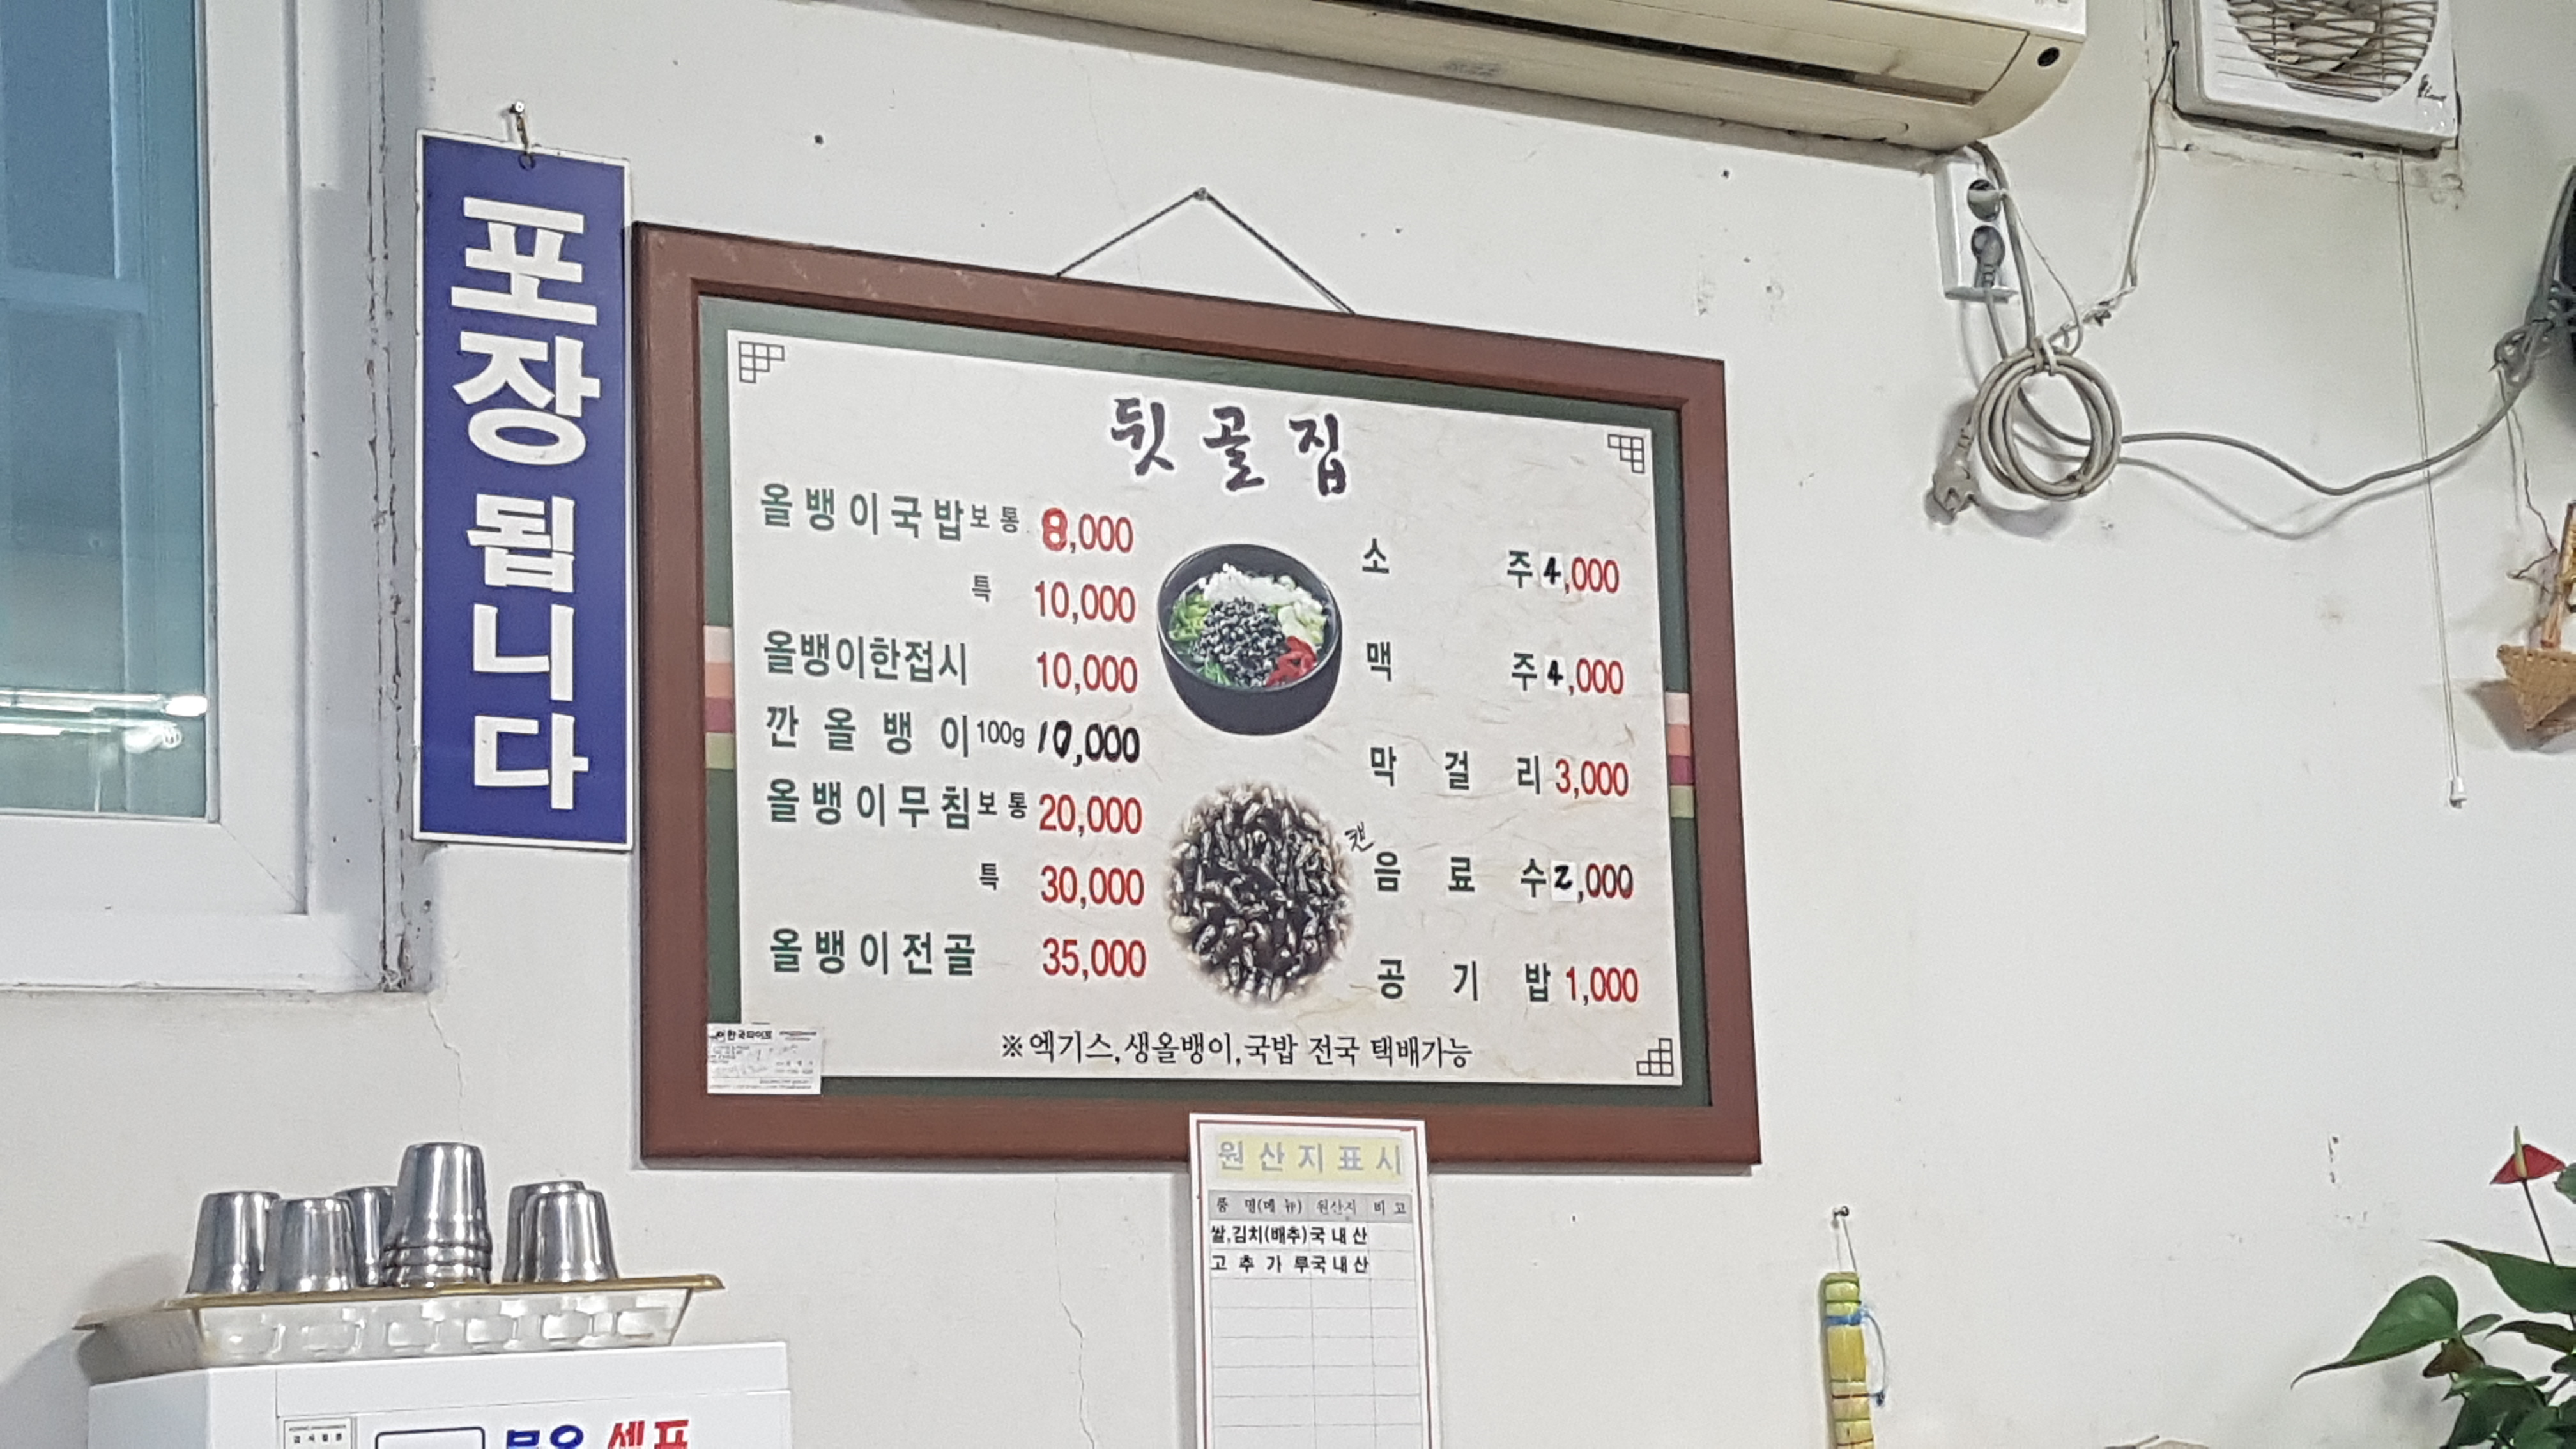 포장 됩니다
뒷골집
올뱅이국밥 보통 8,000
특 10,000
올뱅이한접시 10,000
깐올뱅이 100g 10,000
올뱅이무침 보통 20,000
특 30,000
올뱅이전골 35,000
소주 4,000
맥주 4,000
막걸리 3,000
캔 음료수 2,000
공기밥 1,000
※엑기스,생올뱅이,국밥 전국 택배가능
원산지표시
품 명(메 뉴) 원산지 비고
쌀,김치(배추) 국내산
고추가루 국내산
물은 셀프